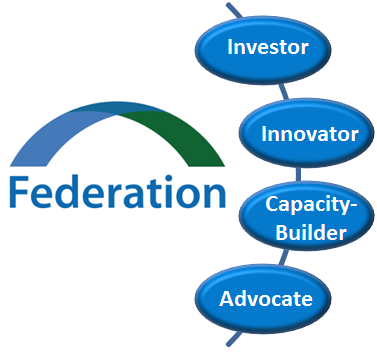 Federation
Investor
Innovator
Capacity-
Builder
Advocate